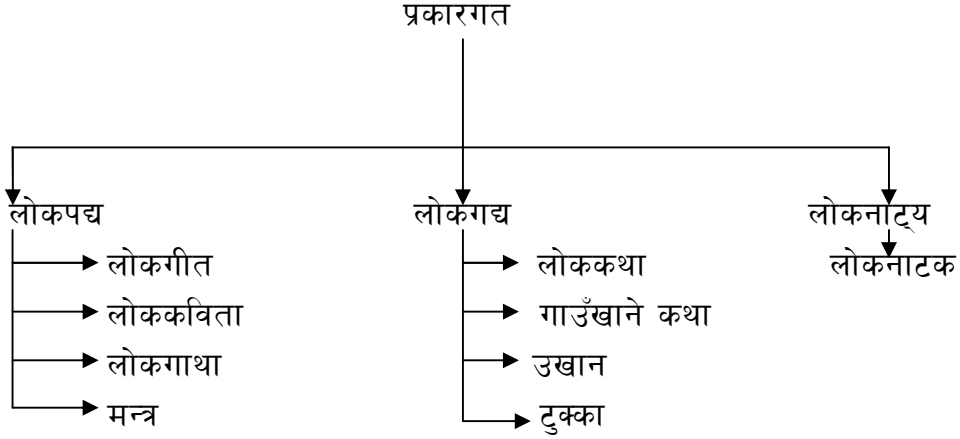 प्रकारगत
लोकपद्य लोकगद्य लोकनाट्य
लोकगीत लोककथा लोकनाटक
लोककविता गाउँखाने कथा
लोकगाथा उखान
मन्त्र टुक्का